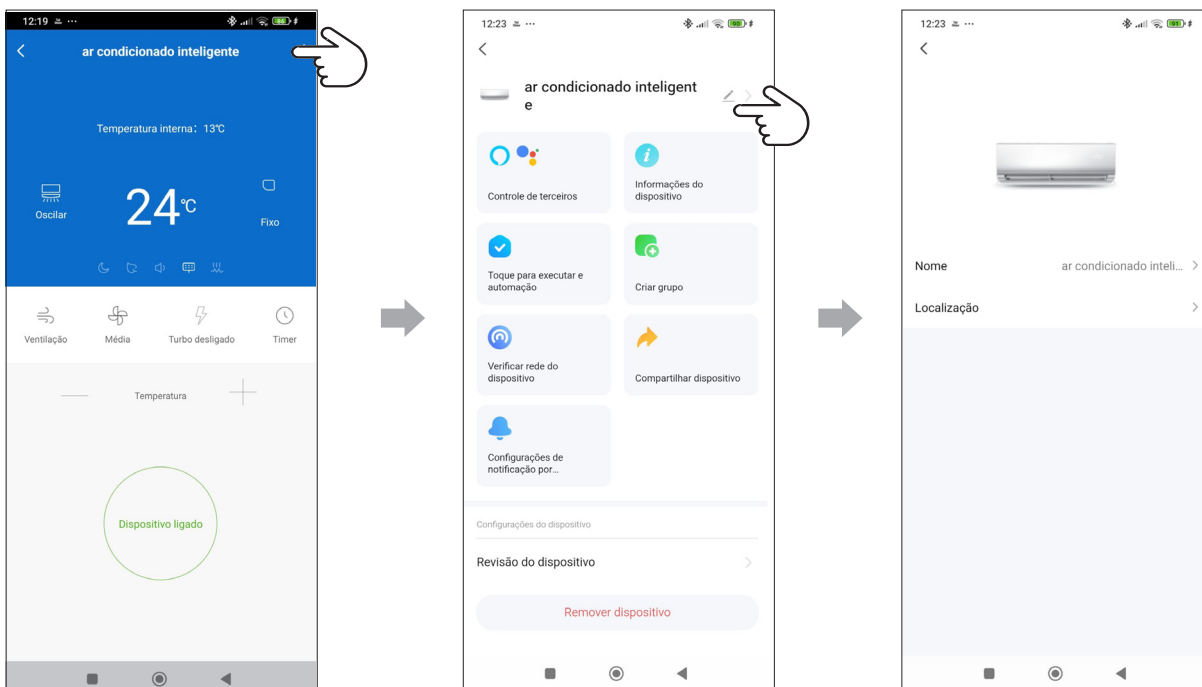 12:19
86
ar condicionado inteligente
Temperatura interna: 13℃
24℃
Oscilar
Fixo
Ventilação
Média
Turbo desligado
Timer
Temperatura
Dispositivo ligado
12:23
90
ar condicionado inteligent
e
Controle de terceiros
Informações do
dispositivo
Toque para executar e
automação
Criar grupo
Verificar rede do
dispositivo
Compartilhar dispositivo
Configurações de
notificação por...
Configurações do dispositivo
Revisão do dispositivo
Remover dispositivo
12:23
91
Nome
ar condicionado inteli...
Localização